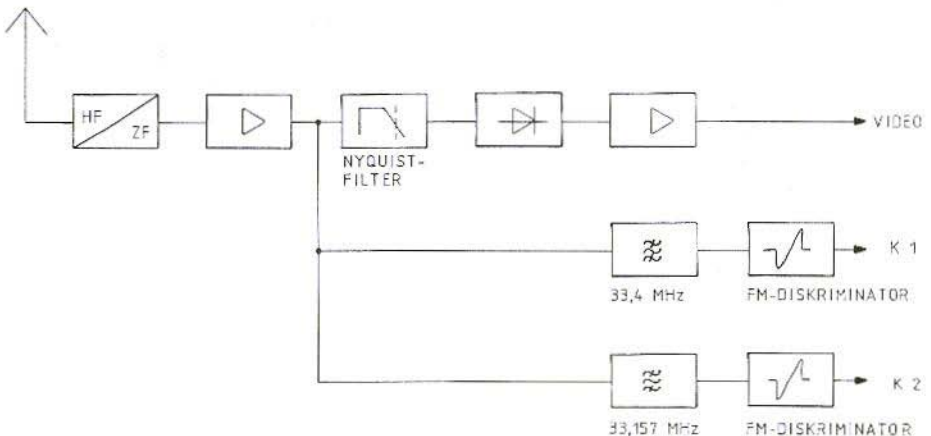 HF
ZF
VIDEO
NYQUIST-
FILTER
K 1
33,4 MHz
FM-DISKRIMINATOR
K 2
33,157 MHz
FM-DISKRIMINATOR